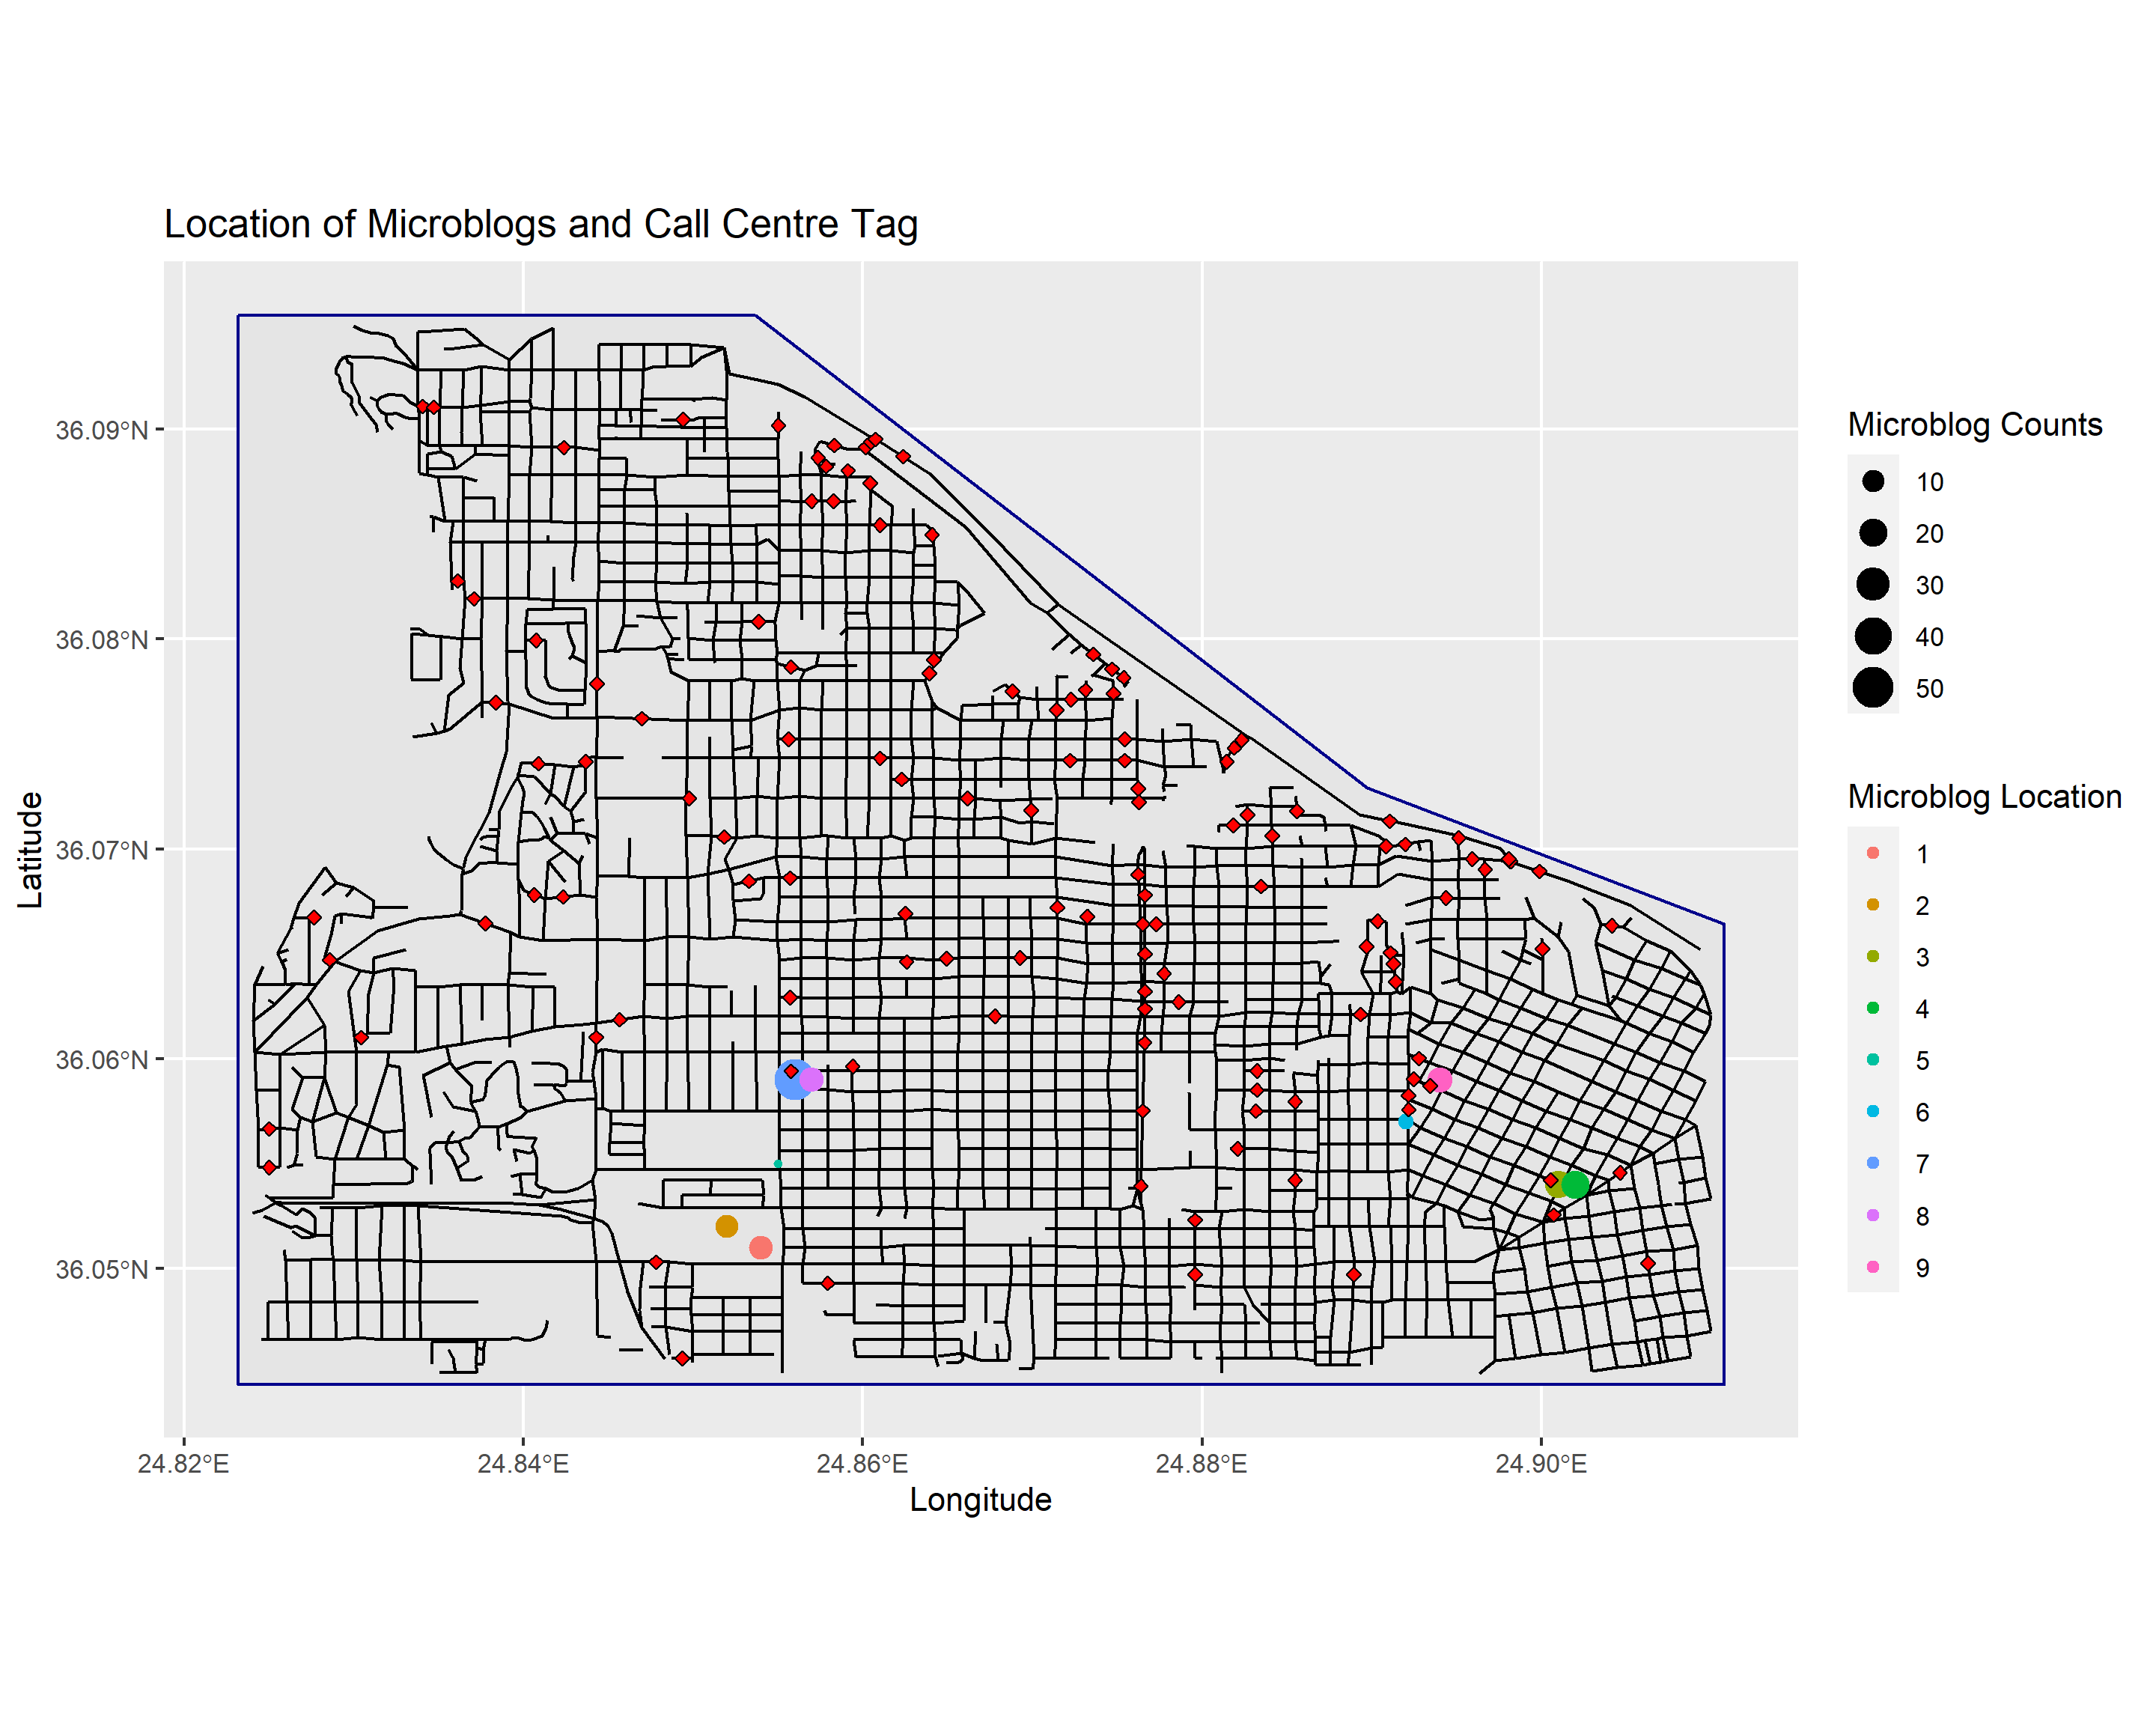 Location of Microblogs and Call Centre Tag
36.09°N
36.08°N
36.07°N
36.06°N
36.05°N
Latitude
24.82°E
24.84°E
24.86°E
24.88°E
24.90°E
Longitude
Microblog Counts
10
20
30
40
50
Microblog Location
1
2
3
4
5
6
7
8
9